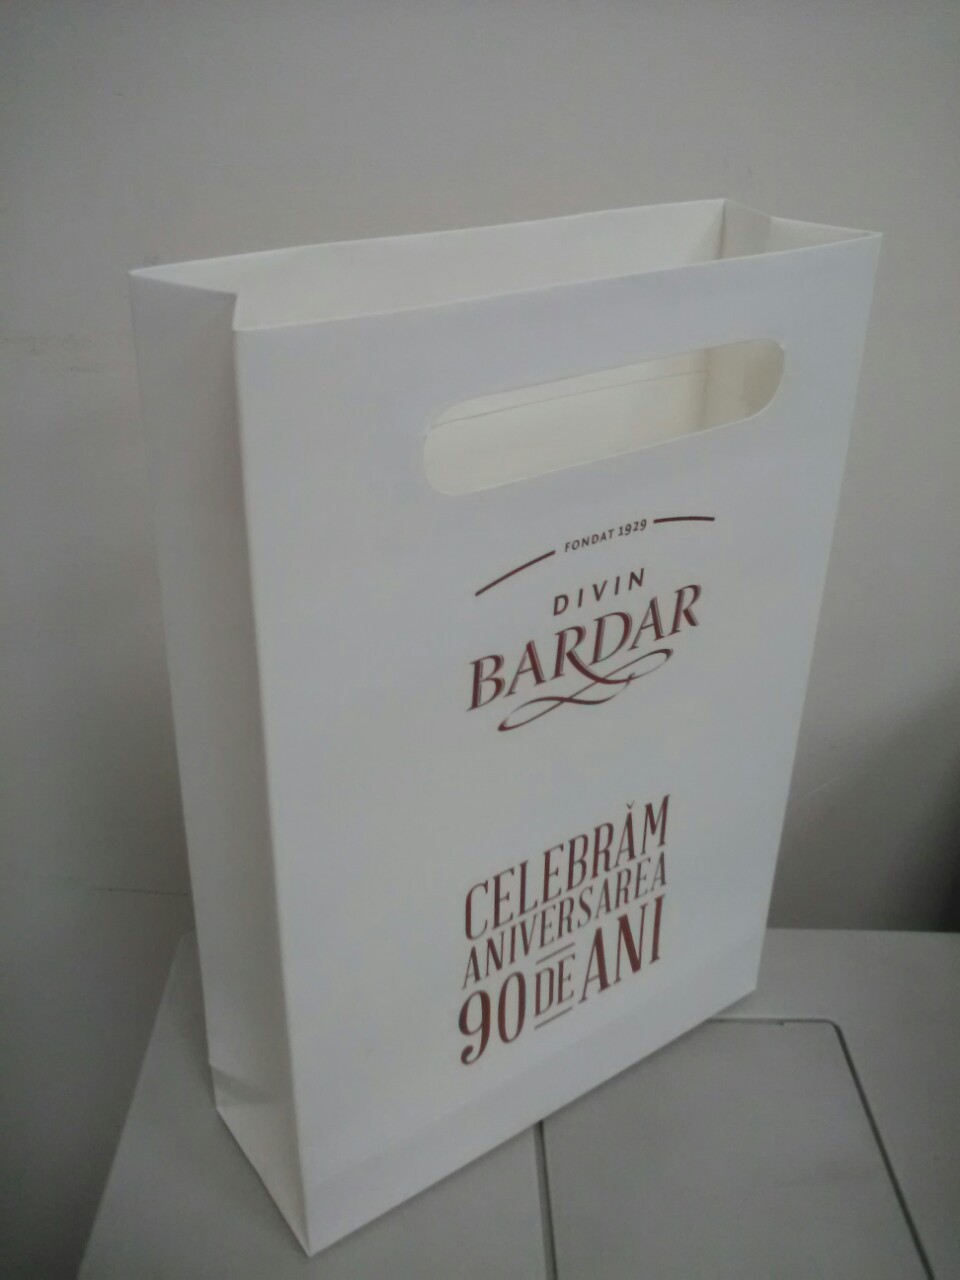 FONDAT 1929
DIVIN
BARDAR
CELEBRĂM
ANIVERSAREA
90 DE ANI